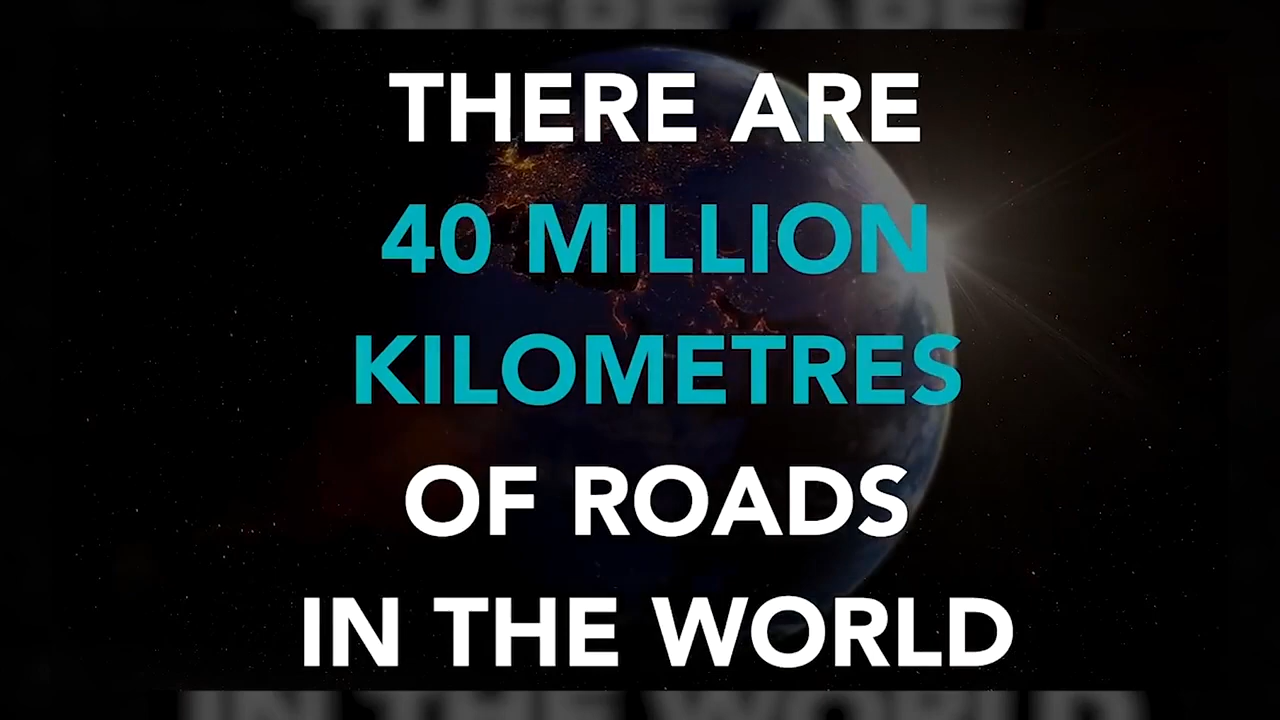 THERE ARE
40 MILLION
KILOMETRES
OF ROADS
IN THE WORLD